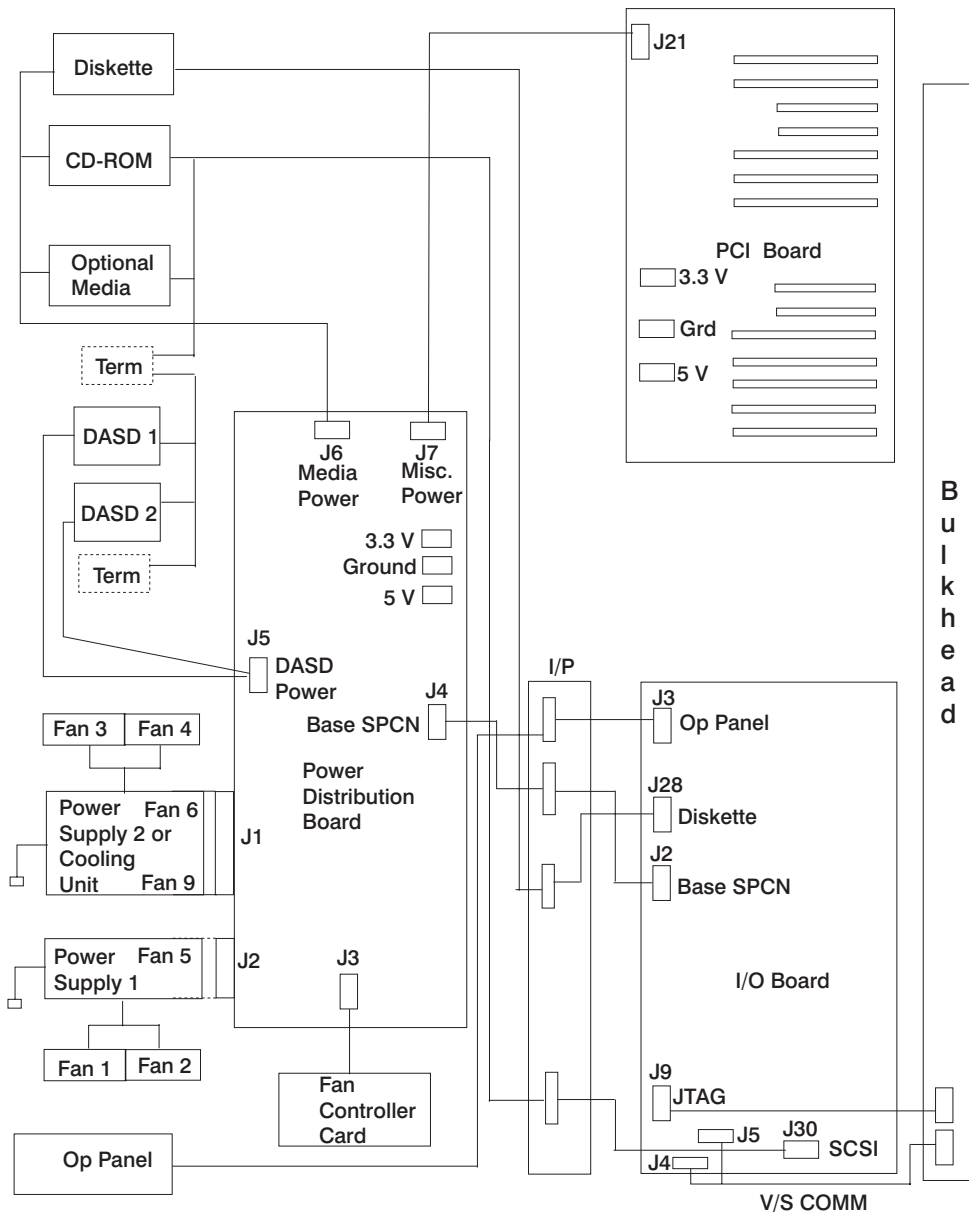 J21
Diskette
CD-ROM
PCI Board
Optional
Media
3.3 V
Grd
5 V
Term
DASD 1
J6
Media
Power
J7
Misc.
Power
DASD 2
3.3 V
Ground
5 V
Term
Bulkhead
J5
DASD
Power
I/P
J4
Base SPCN
J3
Op Panel
Fan 3
Fan 4
Power
Distribution
Board
J28
Diskette
Power
Supply 2 or
Cooling
Unit
Fan 6
Fan 9
J1
J2
Base SPCN
Power
Supply 1
Fan 5
J2
J3
I/O Board
Fan 1
Fan 2
Fan
Controller
Card
J9
JTAG
J5
J30
SCSI
J4
Op Panel
V/S COMM